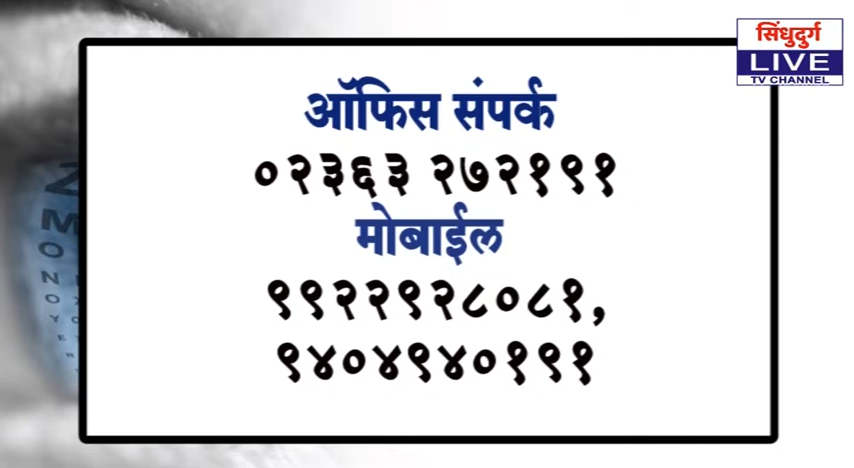 सिंधुदुर्ग
LIVE
TV CHANNEL
ऑफिस संपर्क
०२३६३ २७२१९१
मोबाईल
९९२२९२८०८१,
९४०४९४०१९१
N
M
O
N
O
Y
E